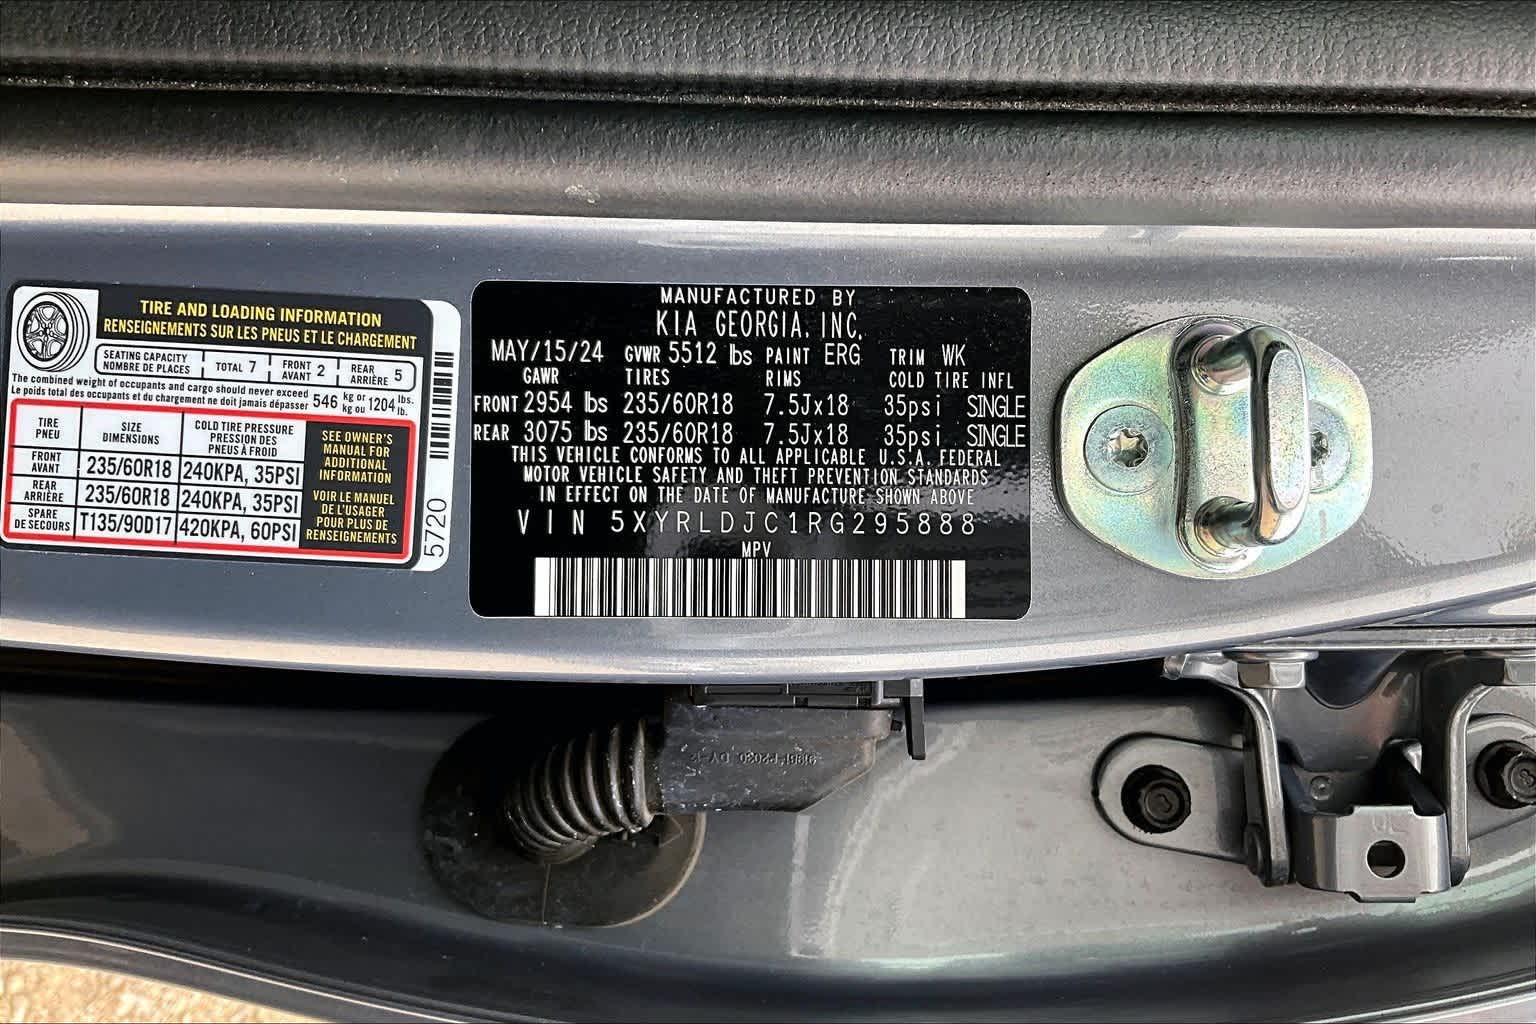 TIRE AND LOADING INFORMATION
RENSEIGNEMENTS SUR LES PNEUS ET LE CHARGEMENT
SEATING CAPACITY
NOMBRE DE PLACES
TOTAL 7
FRONT
AVANT 2
REAR
ARRIÈRE 5
The combined weight of occupants and cargo should never exceed 546 kg or 1204 lbs.
Le poids total des occupants et du chargement ne doit jamais dépasser kg ou lb.
TIRE
PNEU
SIZE
DIMENSIONS
COLD TIRE PRESSURE
PRESSION DES
PNEUS À FROID
FRONT
AVANT
235/60R18
240KPA, 35PSI
REAR
ARRIÈRE
235/60R18
240KPA, 35PSI
SPARE
DE SECOURS
T135/90D17
420KPA, 60PSI
SEE OWNER'S
MANUAL FOR
ADDITIONAL
INFORMATION
VOIR LE MANUEL
DE L'USAGER
POUR PLUS DE
RENSEIGNEMENTS
5720
MANUFACTURED BY
KIA GEORGIA, INC.
MAY/15/24 GVWR 5512 lbs PAINT ERG TRIM WK
GAWR TIRES RIMS COLD TIRE INFL
FRONT 2954 lbs 235/60R18 7.5Jx18 35psi SINGLE
REAR 3075 lbs 235/60R18 7.5Jx18 35psi SINGLE
THIS VEHICLE CONFORMS TO ALL APPLICABLE U.S.A. FEDERAL
MOTOR VEHICLE SAFETY AND THEFT PREVENTION STANDARDS
IN EFFECT ON THE DATE OF MANUFACTURE SHOWN ABOVE
VIN 5XYRLDJC1RG295888
MPV